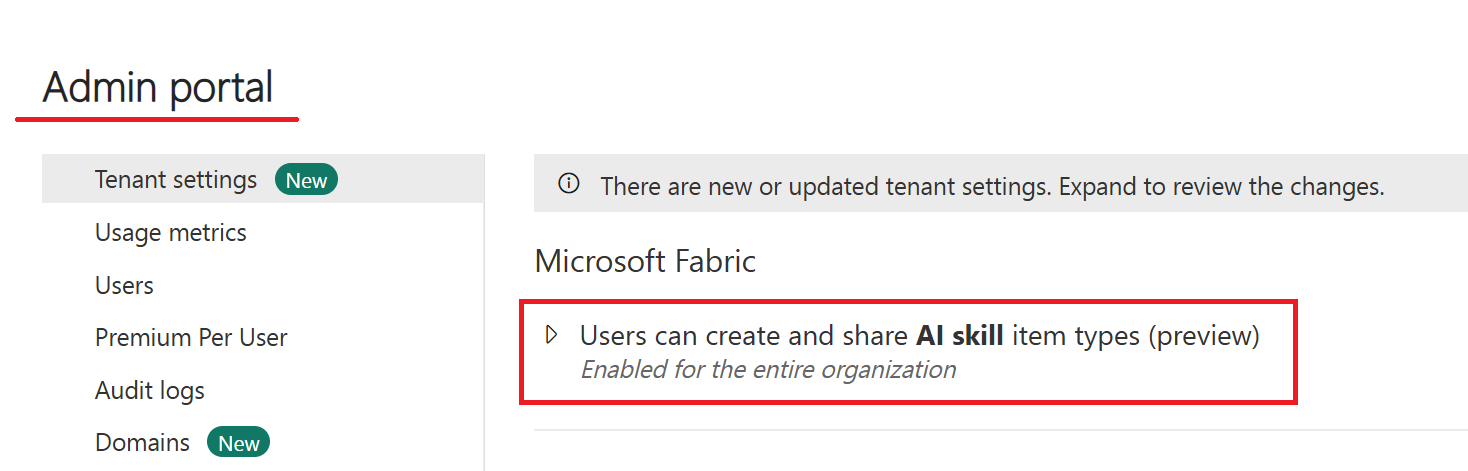 Admin portal
Tenant settings New
Usage metrics
Users
Premium Per User
Audit logs
Domains New
There are new or updated tenant settings. Expand to review the changes.
Microsoft Fabric
Users can create and share AI skill item types (preview)
Enabled for the entire organization